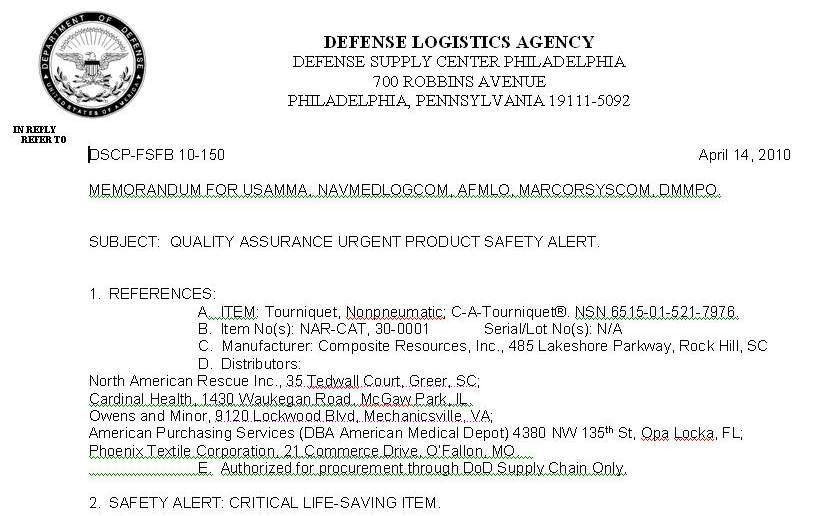 DEPARTMENT OF DEFENSE
UNITED STATES OF AMERICA
DEFENSE LOGISTICS AGENCY
DEFENSE SUPPLY CENTER PHILADELPHIA
700 ROBBINS AVENUE
PHILADELPHIA, PENNSYLVANIA 19111-5092
IN REPLY
REFER TO
DSCP-FSFB 10-150 April 14, 2010
MEMORANDUM FOR USAMMA, NAVMEDLOGCOM, AFMLO, MARCORSYSCOM, DMMPO.
SUBJECT: QUALITY ASSURANCE URGENT PRODUCT SAFETY ALERT.
1. REFERENCES:
A. ITEM: Tourniquet, Nonpneumatic; C-A-Tourniquet®. NSN 6515-01-521-7976.
B. Item No(s): NAR-CAT, 30-0001 Serial/Lot No(s): N/A
C. Manufacturer: Composite Resources, Inc., 485 Lakeshore Parkway, Rock Hill, SC
D. Distributors:
North American Rescue Inc., 35 Tedwall Court, Greer, SC;
Cardinal Health, 1430 Waukegan Road, McGaw Park, IL
Owens and Minor, 9120 Lockwood Blvd, Mechanicsville, VA;
American Purchasing Services (DBA American Medical Depot) 4380 NW 135th St, Opa Locka, FL;
Phoenix Textile Corporation, 21 Commerce Drive, O'Fallon, MO
E. Authorized for procurement through DoD Supply Chain Only.
2. SAFETY ALERT: CRITICAL LIFE-SAVING ITEM.